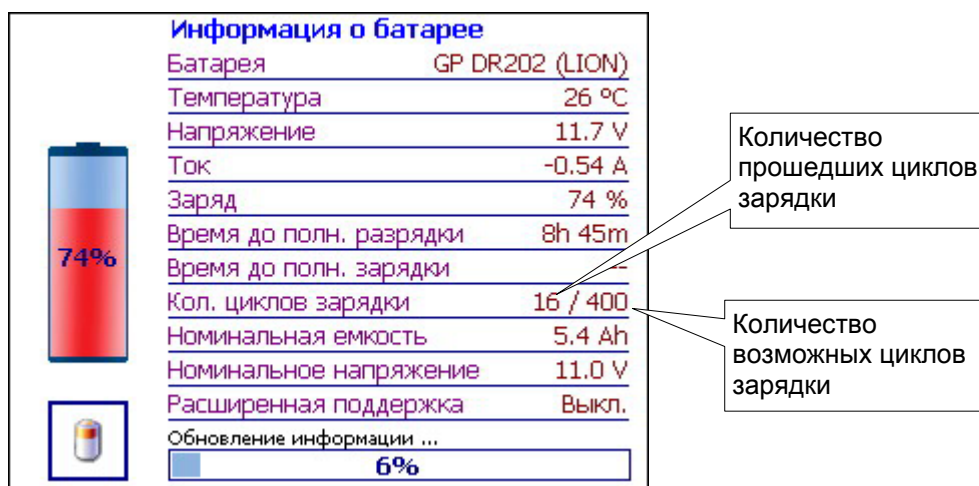 Информация о батарее
Батарея GP DR202 (LION)
Температура 26 ºC
Напряжение 11.7 V
Ток -0.54 A
Заряд 74 %
Время до полн. разрядки 8h 45m
Время до полн. зарядки --
Кол. циклов зарядки 16 / 400
Номинальная емкость 5.4 Ah
Номинальное напряжение 11.0 V
Расширенная поддержка Выкл.
Обновление информации ...
6%
74%
Количество
прошедших циклов
зарядки
Количество
возможных циклов
зарядки